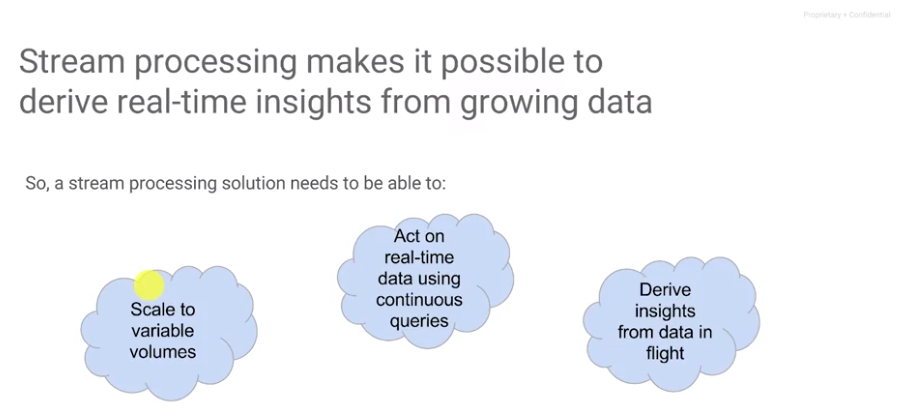 Proprietary + Confidential
Stream processing makes it possible to
derive real-time insights from growing data
So, a stream processing solution needs to be able to:
Scale to
variable
volumes
Act on
real-time
data using
continuous
queries
Derive
insights
from data in
flight